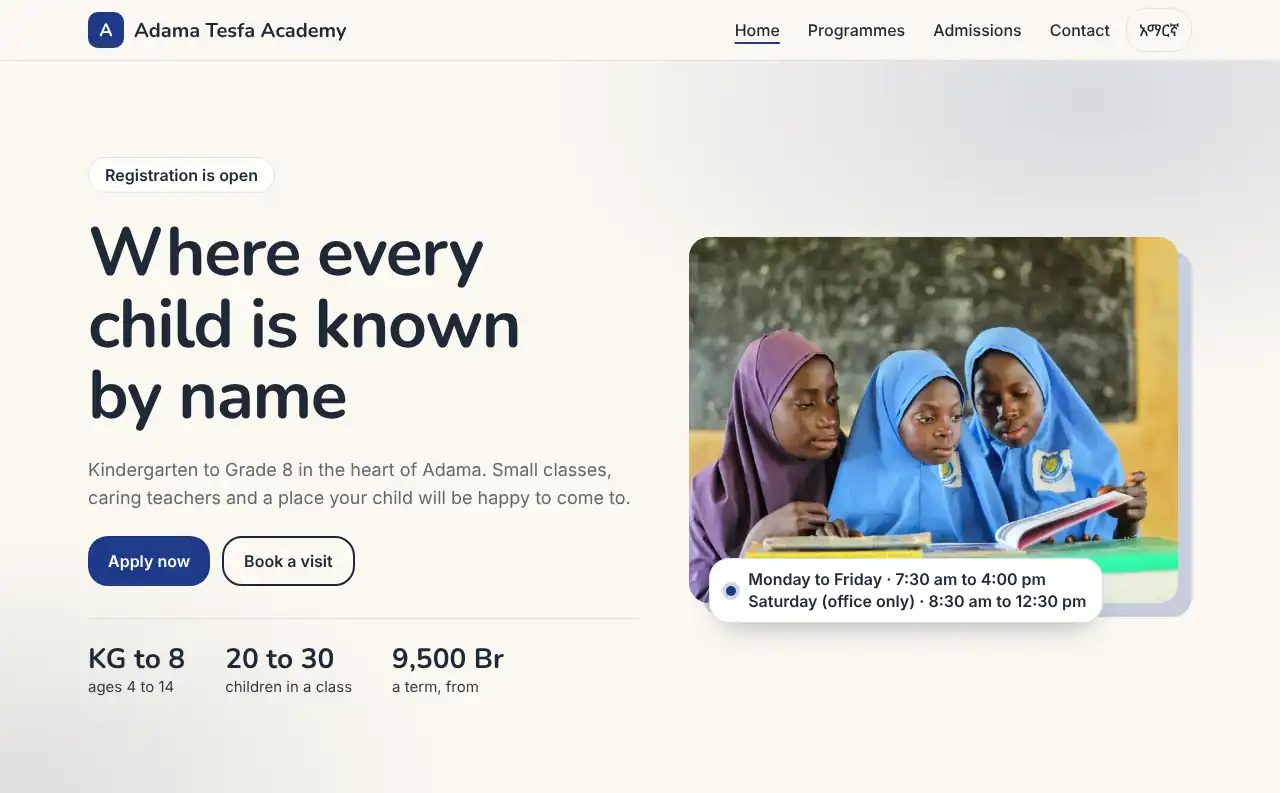 A
Adama Tesfa Academy
Home
Programmes
Admissions
Contact
አማርኛ
Registration is open
Where every
child is known
by name
Kindergarten to Grade 8 in the heart of Adama. Small classes,
caring teachers and a place your child will be happy to come to.
Apply now
Book a visit
Monday to Friday · 7:30 am to 4:00 pm
Saturday (office only) · 8:30 am to 12:30 pm
KG to 8
ages 4 to 14
20 to 30
children in a class
9,500 Br
a term, from